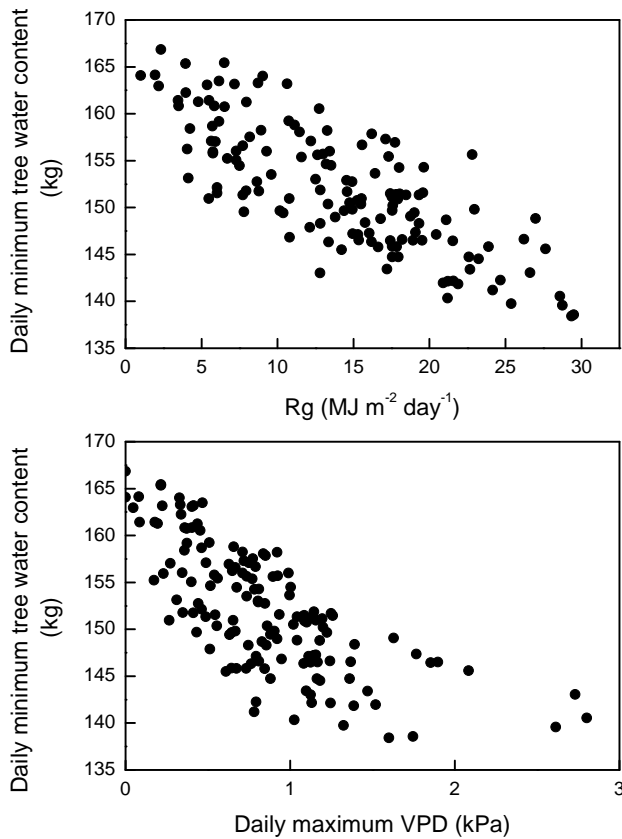 170
165
160
155
150
145
140
135
0 5 10 15 20 25 30
Daily minimum tree water content
(kg)
Rg (MJ m⁻² day⁻¹)
170
165
160
155
150
145
140
135
0 1 2 3
Daily minimum tree water content
(kg)
Daily maximum VPD (kPa)